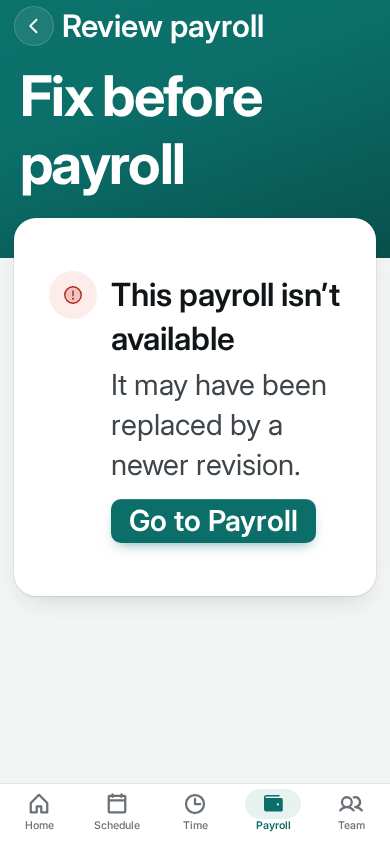 Review payroll
Fix before
payroll
This payroll isn’t
available
It may have been
replaced by a
newer revision.
Go to Payroll
Home
Schedule
Time
Payroll
Team